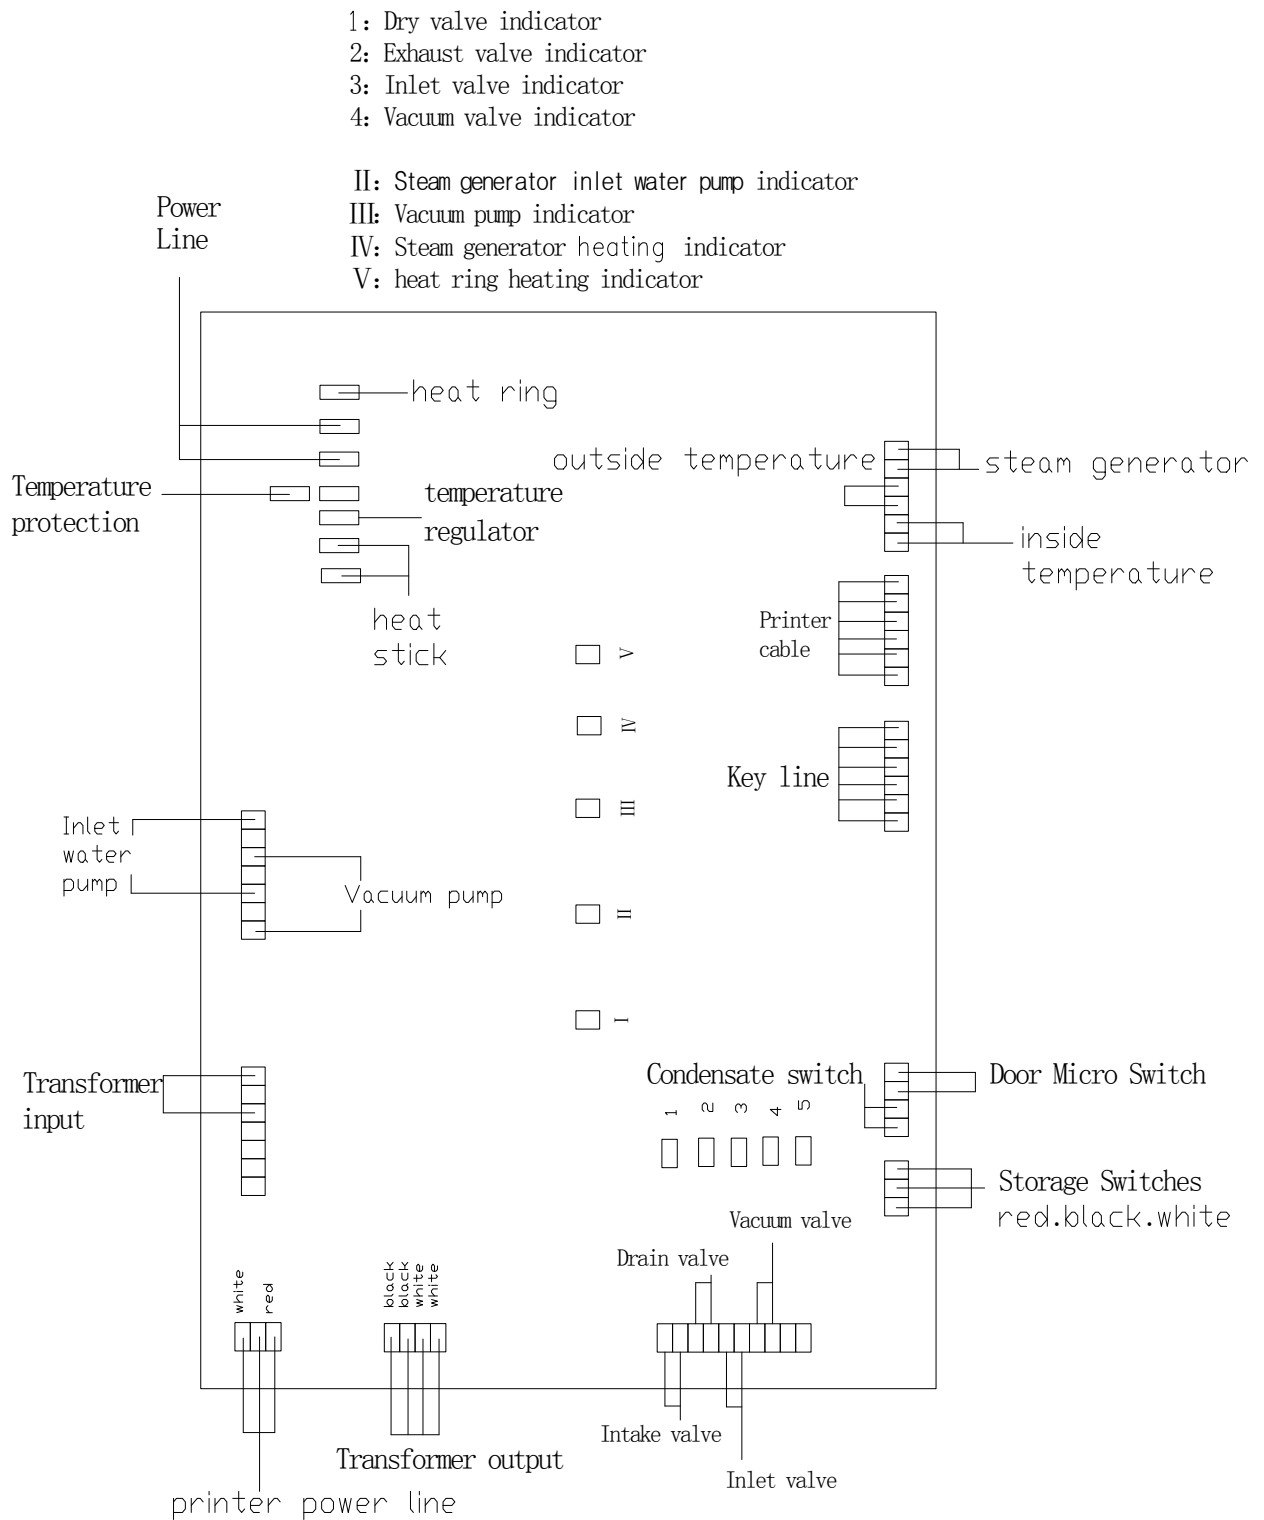 1: Dry valve indicator
2: Exhaust valve indicator
3: Inlet valve indicator
4: Vacuum valve indicator
II: Steam generator inlet water pump indicator
III: Vacuum pump indicator
IV: Steam generator heating indicator
V: heat ring heating indicator
Power
Line
heat ring
outside temperature
steam generator
Temperature
protection
temperature
regulator
inside
temperature
heat
stick
Printer
cable
V
IV
Key line
III
Inlet
water
pump
Vacuum pump
II
I
Transformer
input
Condensate switch
Door Micro Switch
1 2 3 4 5
Storage Switches
red.black.white
Vacuum valve
Drain valve
white
red
black
black
white
white
Intake valve
Inlet valve
Transformer output
printer power line